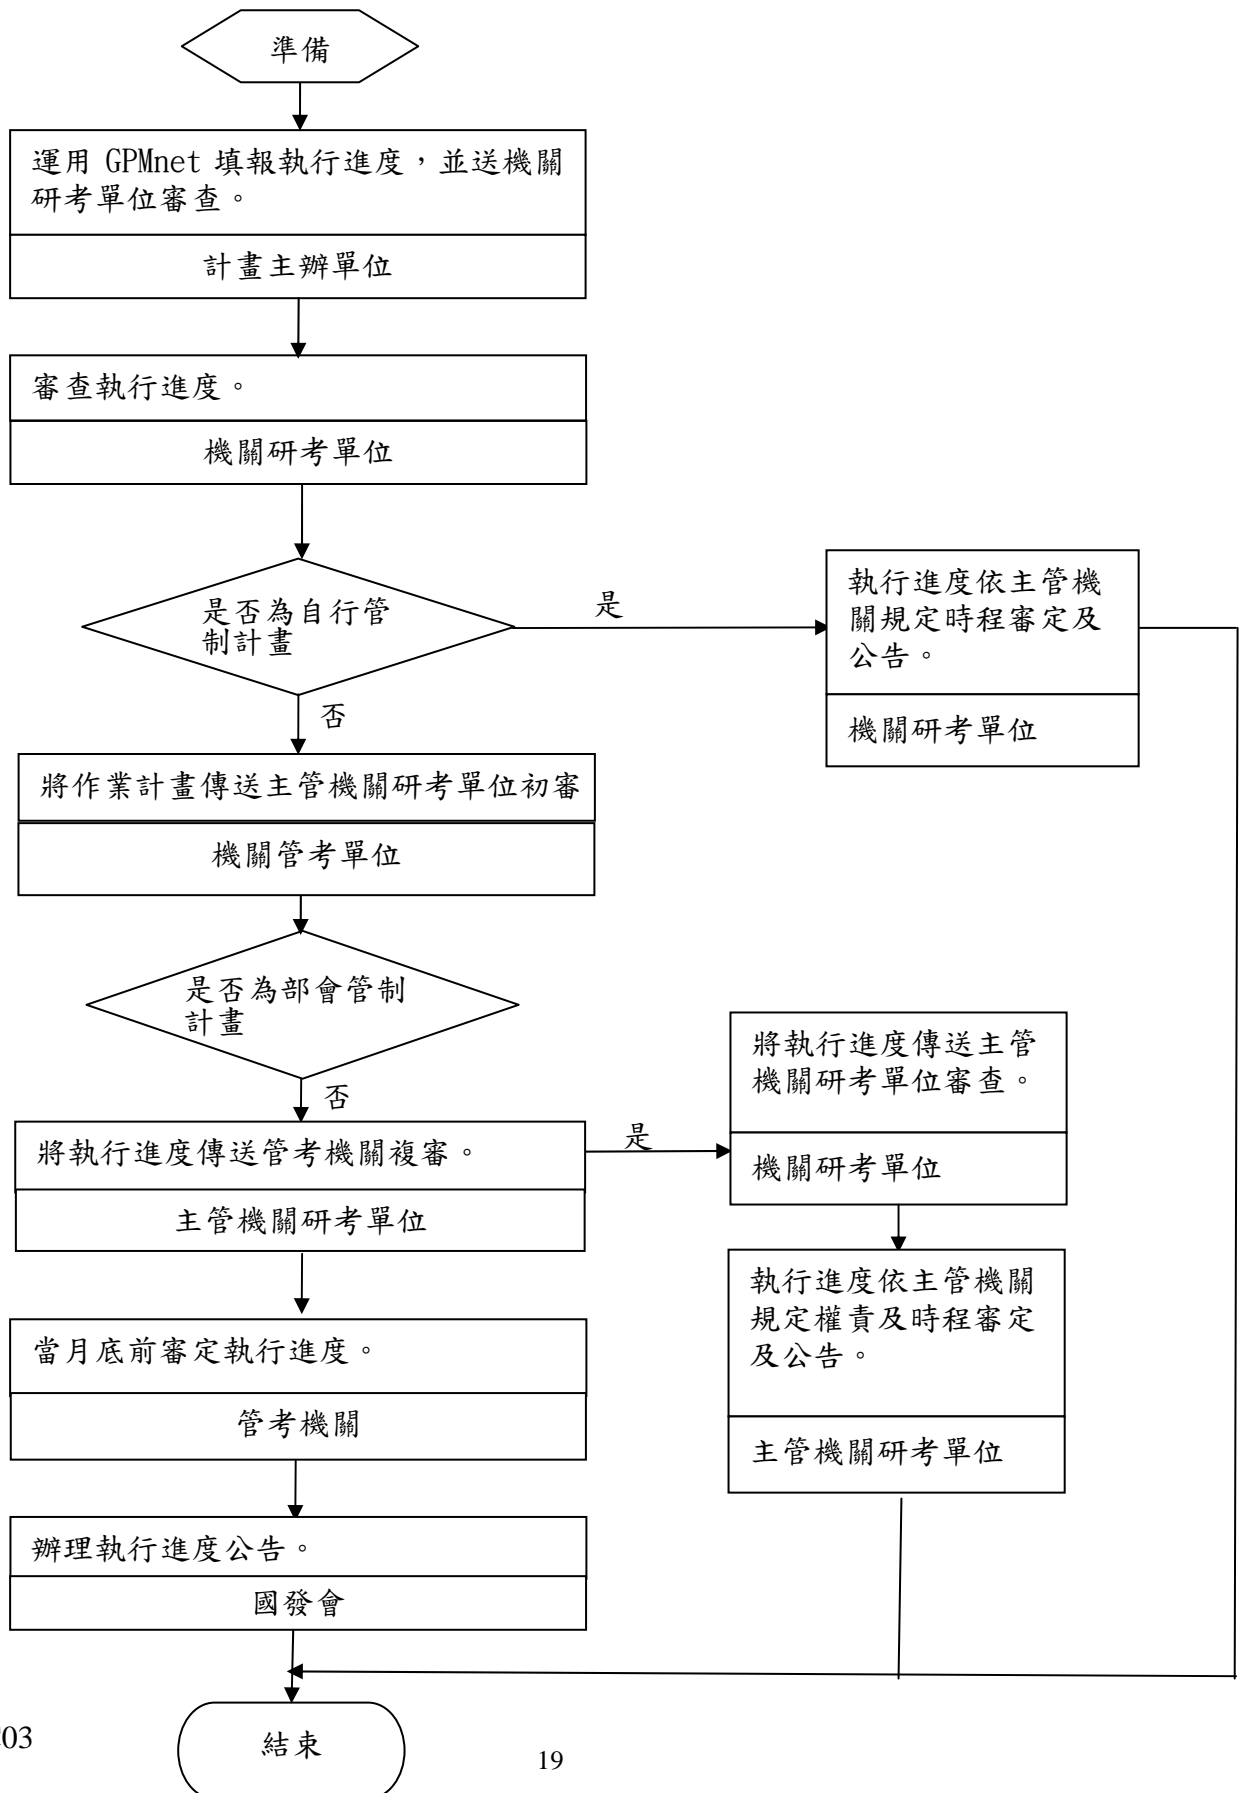 準備
運用 GPMnet 填報執行進度，並送機關
研考單位審查。
計畫主辦單位
審查執行進度。
機關研考單位
是否為自行管
制計畫
是
執行進度依主管機
關規定時程審定及
公告。
機關研考單位
否
將作業計畫傳送主管機關研考單位初審
機關管考單位
是否為部會管制
計畫
否
將執行進度傳送管考機關複審。
主管機關研考單位
是
將執行進度傳送主管
機關研考單位審查。
機關研考單位
執行進度依主管機關
規定權責及時程審定
及公告。
主管機關研考單位
當月底前審定執行進度。
管考機關
辦理執行進度公告。
國發會
結束
03
19